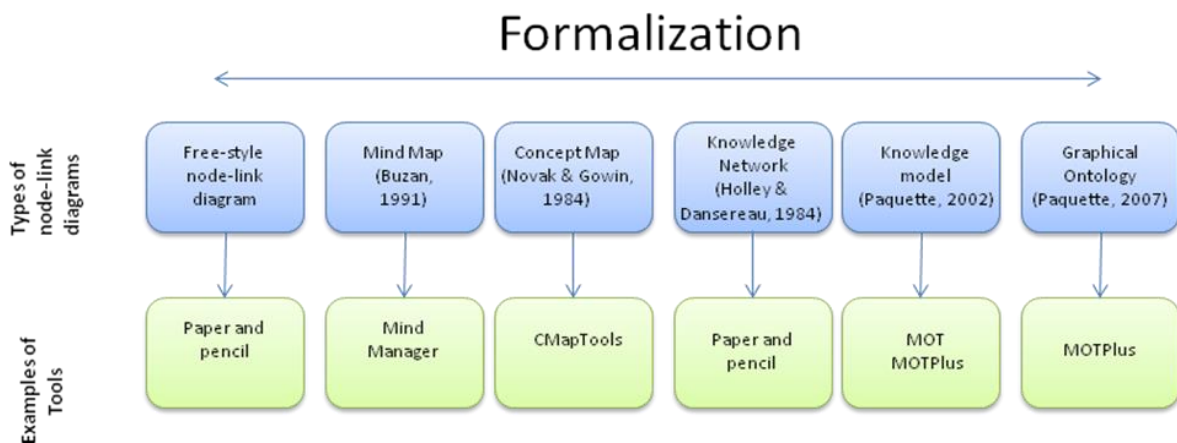 Formalization
Types of
node-link
diagrams
Free-style
node-link
diagram
Mind Map
(Buzan,
1991)
Concept Map
(Novak & Gowin,
1984)
Knowledge
Network
(Holley &
Dansereau, 1984)
Knowledge
model
(Paquette, 2002)
Graphical
Ontology
(Paquette, 2007)
Examples of
Tools
Paper and
pencil
Mind
Manager
CMapTools
Paper and
pencil
MOT
MOTPlus
MOTPlus